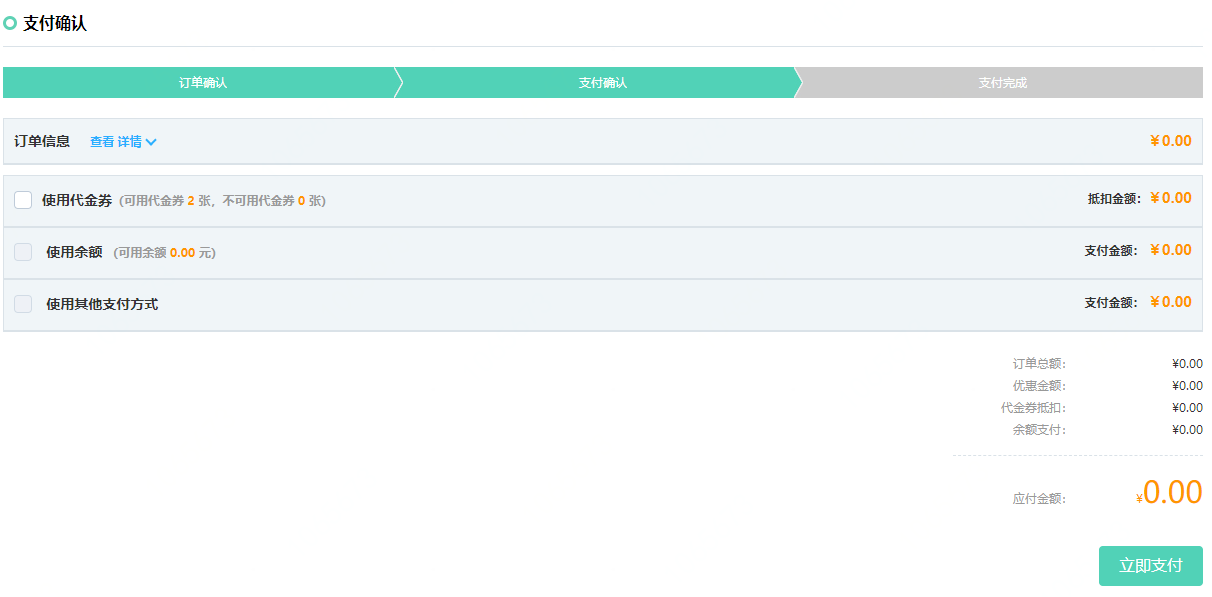 支付确认
订单确认 支付确认 支付完成
订单信息 查看 详情 ¥0.00
使用代金券 (可用代金券 2 张, 不可用代金券 0 张) 抵扣金额: ¥0.00
使用余额 (可用余额 0.00 元) 支付金额: ¥0.00
使用其他支付方式 支付金额: ¥0.00
订单总额: ¥0.00
优惠金额: ¥0.00
代金券抵扣: ¥0.00
余额支付: ¥0.00
应付金额: ¥0.00
立即支付